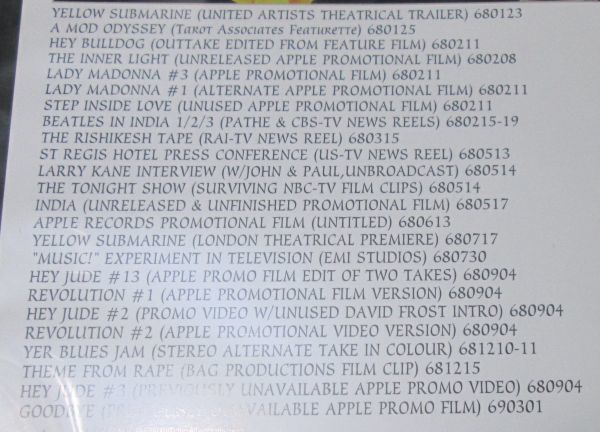 YELLOW SUBMARINE (UNITED ARTISTS THEATRICAL TRAILER) 680123
A MOD ODYSSEY (Tarot Associates Featurette) 680125
HEY BULLDOG (OUTTAKE EDITED FROM FEATURE FILM) 680211
THE INNER LIGHT (UNRELEASED APPLE PROMOTIONAL FILM) 680208
LADY MADONNA #3 (APPLE PROMOTIONAL FILM) 680211
LADY MADONNA #1 (ALTERNATE APPLE PROMOTIONAL FILM) 680211
STEP INSIDE LOVE (UNUSED APPLE PROMOTIONAL FILM) 680211
BEATLES IN INDIA 1/2/3 (PATHE & CBS-TV NEWS REELS) 680215-19
THE RISHIKESH TAPE (RAI-TV NEWS REEL) 680315
ST REGIS HOTEL PRESS CONFERENCE (US-TV NEWS REEL) 680513
LARRY KANE INTERVIEW (W/JOHN & PAUL,UNBROADCAST) 680514
THE TONIGHT SHOW (SURVIVING NBC-TV FILM CLIPS) 680514
INDIA (UNRELEASED & UNFINISHED PROMOTIONAL FILM) 680517
APPLE RECORDS PROMOTIONAL FILM (UNTITLED) 680613
YELLOW SUBMARINE (LONDON THEATRICAL PREMIERE) 680717
"MUSIC!" EXPERIMENT IN TELEVISION (EMI STUDIOS) 680730
HEY JUDE #13 (APPLE PROMO FILM EDIT OF TWO TAKES) 680904
REVOLUTION #1 (APPLE PROMOTIONAL FILM VERSION) 680904
HEY JUDE #2 (PROMO VIDEO W/UNUSED DAVID FROST INTRO) 680904
REVOLUTION #2 (APPLE PROMOTIONAL VIDEO VERSION) 680904
YER BLUES JAM (STEREO ALTERNATE TAKE IN COLOUR) 681210-11
THEME FROM RAPE (BAG PRODUCTIONS FILM CLIP) 681215
HEY JUDE #3 (PREVIOUSLY UNAVAILABLE APPLE PROMO VIDEO) 680904
GOODBYE UNAVAILABLE APPLE PROMO FILM) 690301